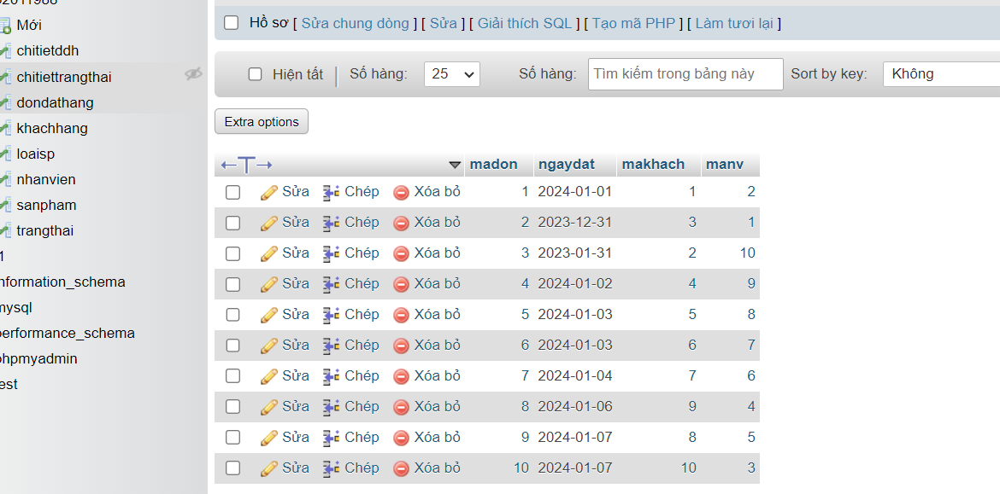 Mới
chitietddh
chitiettrangthai
dondathang
khachhang
loaisp
nhanvien
sanpham
trangthai
1
nformation_schema
mysql
performance_schema
phpmyadmin
est
Hồ sơ [ Sửa chung dòng ] [ Sửa ] [ Giải thích SQL ] [ Tạo mã PHP ] [ Làm tươi lại ]
Hiện tất Số hàng: 25 Số hàng: Tìm kiếm trong bảng này Sort by key: Không
Extra options
←T→ madon ngaydat makhach manv
Sửa Chép Xóa bỏ 1 2024-01-01 1 2
Sửa Chép Xóa bỏ 2 2023-12-31 3 1
Sửa Chép Xóa bỏ 3 2023-01-31 2 10
Sửa Chép Xóa bỏ 4 2024-01-02 4 9
Sửa Chép Xóa bỏ 5 2024-01-03 5 8
Sửa Chép Xóa bỏ 6 2024-01-03 6 7
Sửa Chép Xóa bỏ 7 2024-01-04 7 6
Sửa Chép Xóa bỏ 8 2024-01-06 9 4
Sửa Chép Xóa bỏ 9 2024-01-07 8 5
Sửa Chép Xóa bỏ 10 2024-01-07 10 3